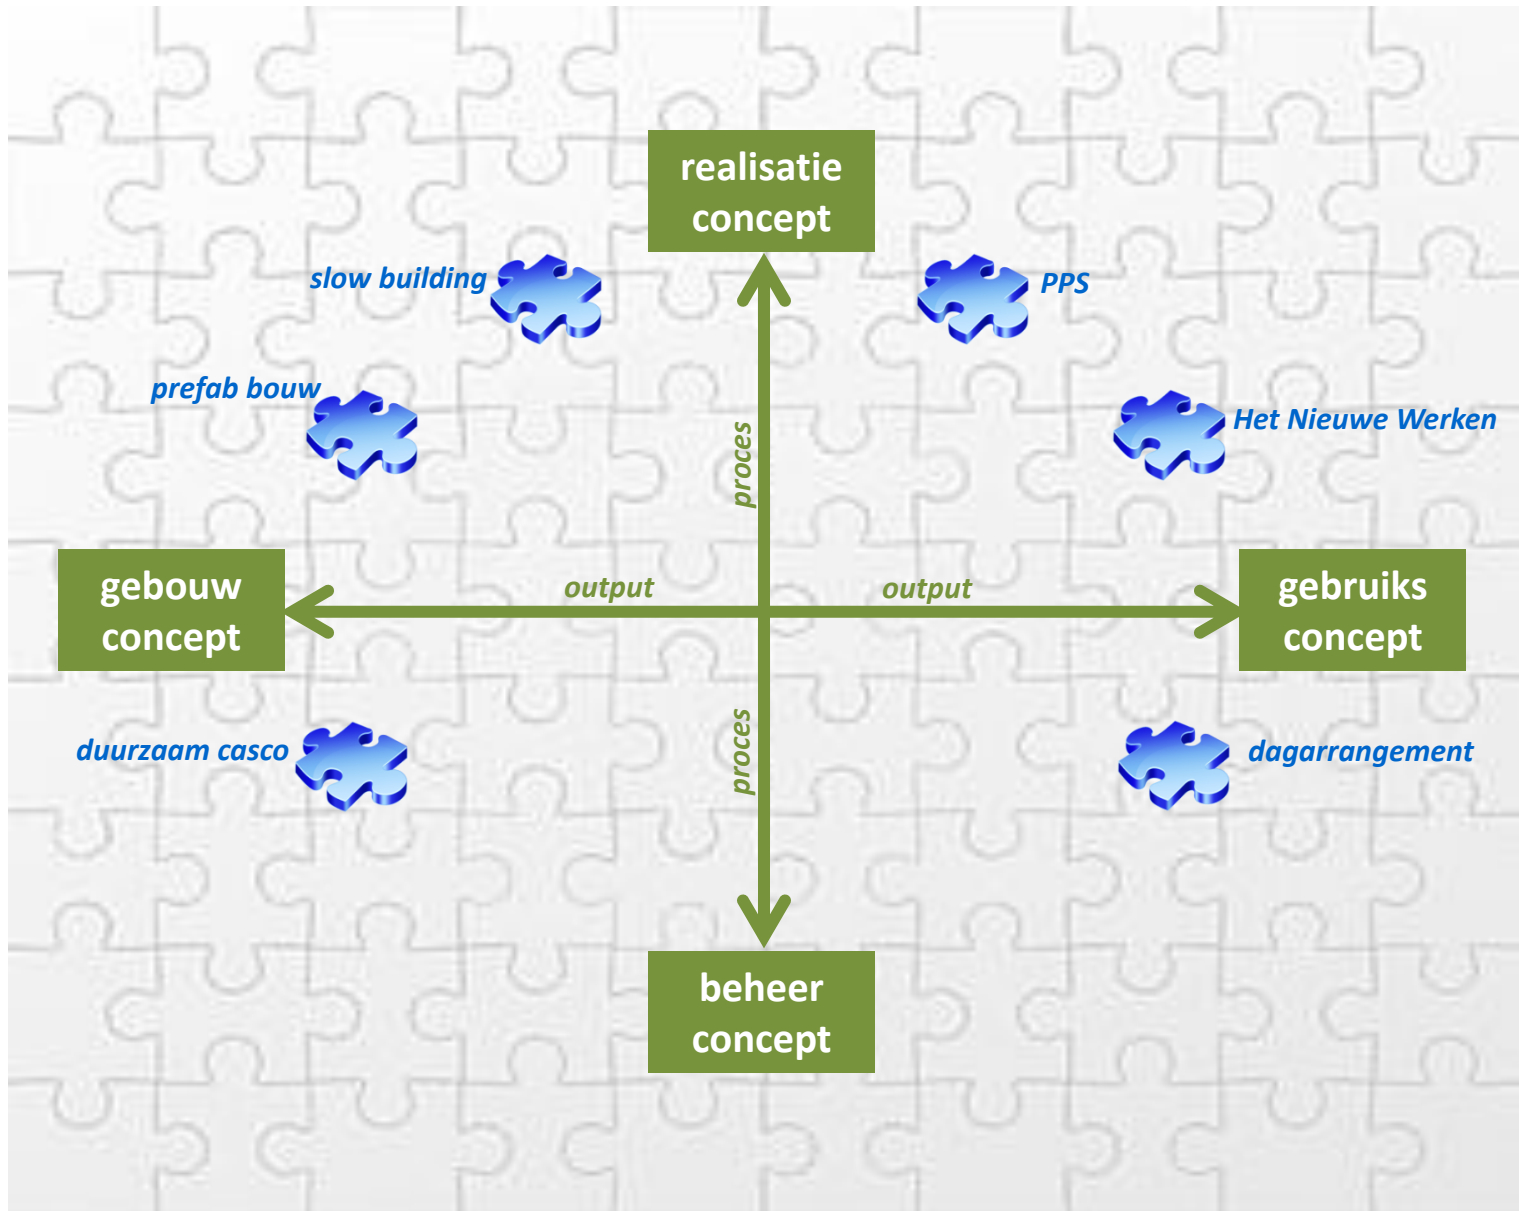 realisatie
concept
slow building
PPS
prefab bouw
Het Nieuwe Werken
proces
gebouw
concept
output
output
gebruiks
concept
duurzaam casco
proces
dagarrangement
beheer
concept